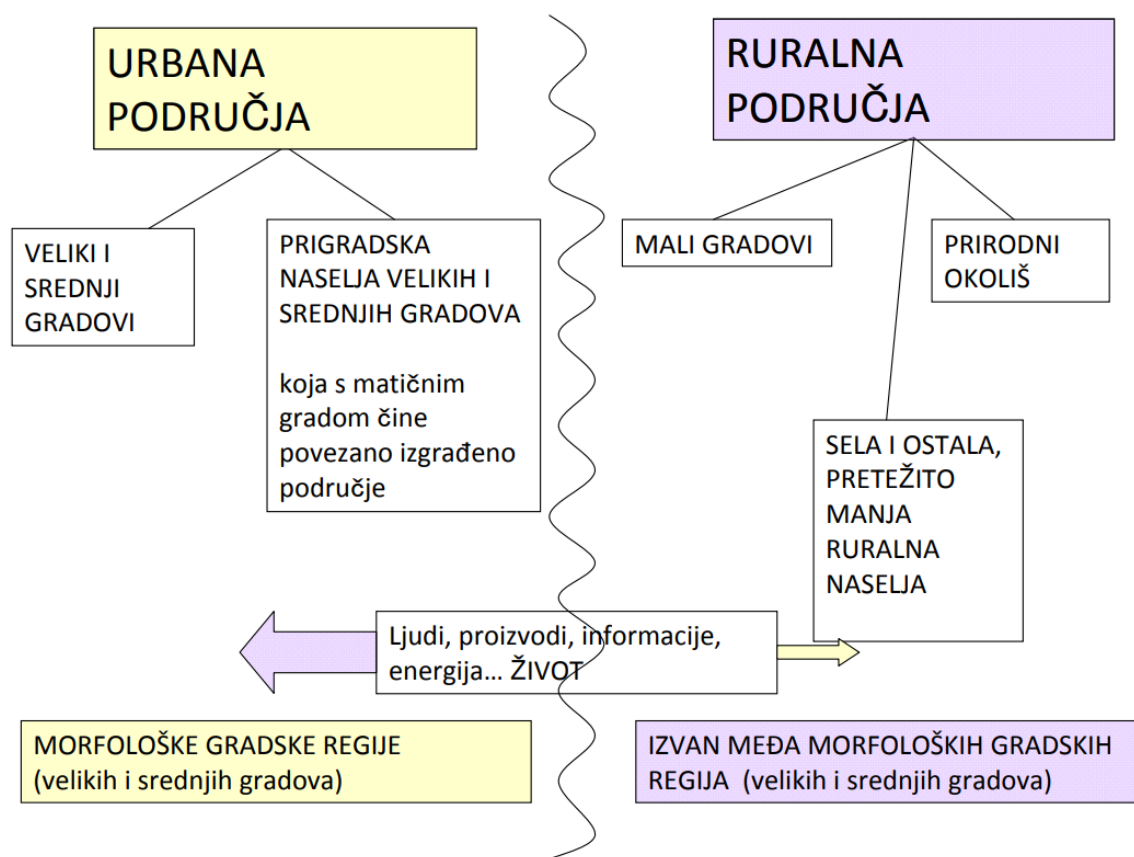 URBANA
PODRUČJA
RURALNA
PODRUČJA
VELIKI I
SREDNJI
GRADOVI
PRIGRADSKA
NASELJA VELIKIH I
SREDNJIH GRADOVA
koja s matičnim
gradom čine
povezano izgrađeno
područje
MALI GRADOVI
PRIRODNI
OKOLIŠ
SELA I OSTALA,
PRETEŽITO
MANJA
RURALNA
NASELJA
Ljudi, proizvodi, informacije,
energija... ŽIVOT
MORFOLOŠKE GRADSKE REGIJE
(velikih i srednjih gradova)
IZVAN MEĐA MORFOLOŠKIH GRADSKIH
REGIJA (velikih i srednjih gradova)